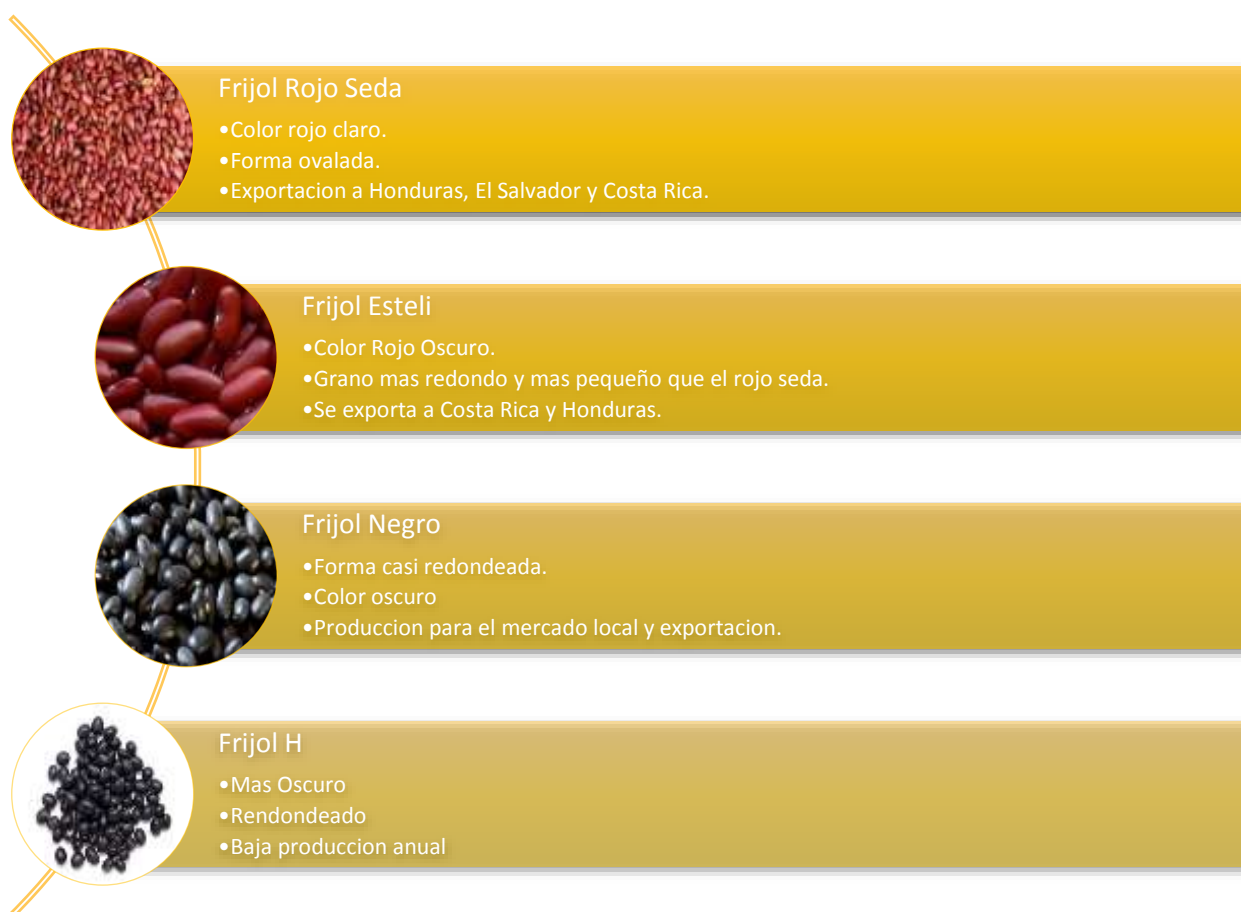 Frijol Rojo Seda
•Color rojo claro.
•Forma ovalada.
•Exportacion a Honduras, El Salvador y Costa Rica.
Frijol Esteli
•Color Rojo Oscuro.
•Grano mas redondo y mas pequeño que el rojo seda.
•Se exporta a Costa Rica y Honduras.
Frijol Negro
•Forma casi redondeada.
•Color oscuro
•Produccion para el mercado local y exportacion.
Frijol H
•Mas Oscuro
•Rendondeado
•Baja produccion anual